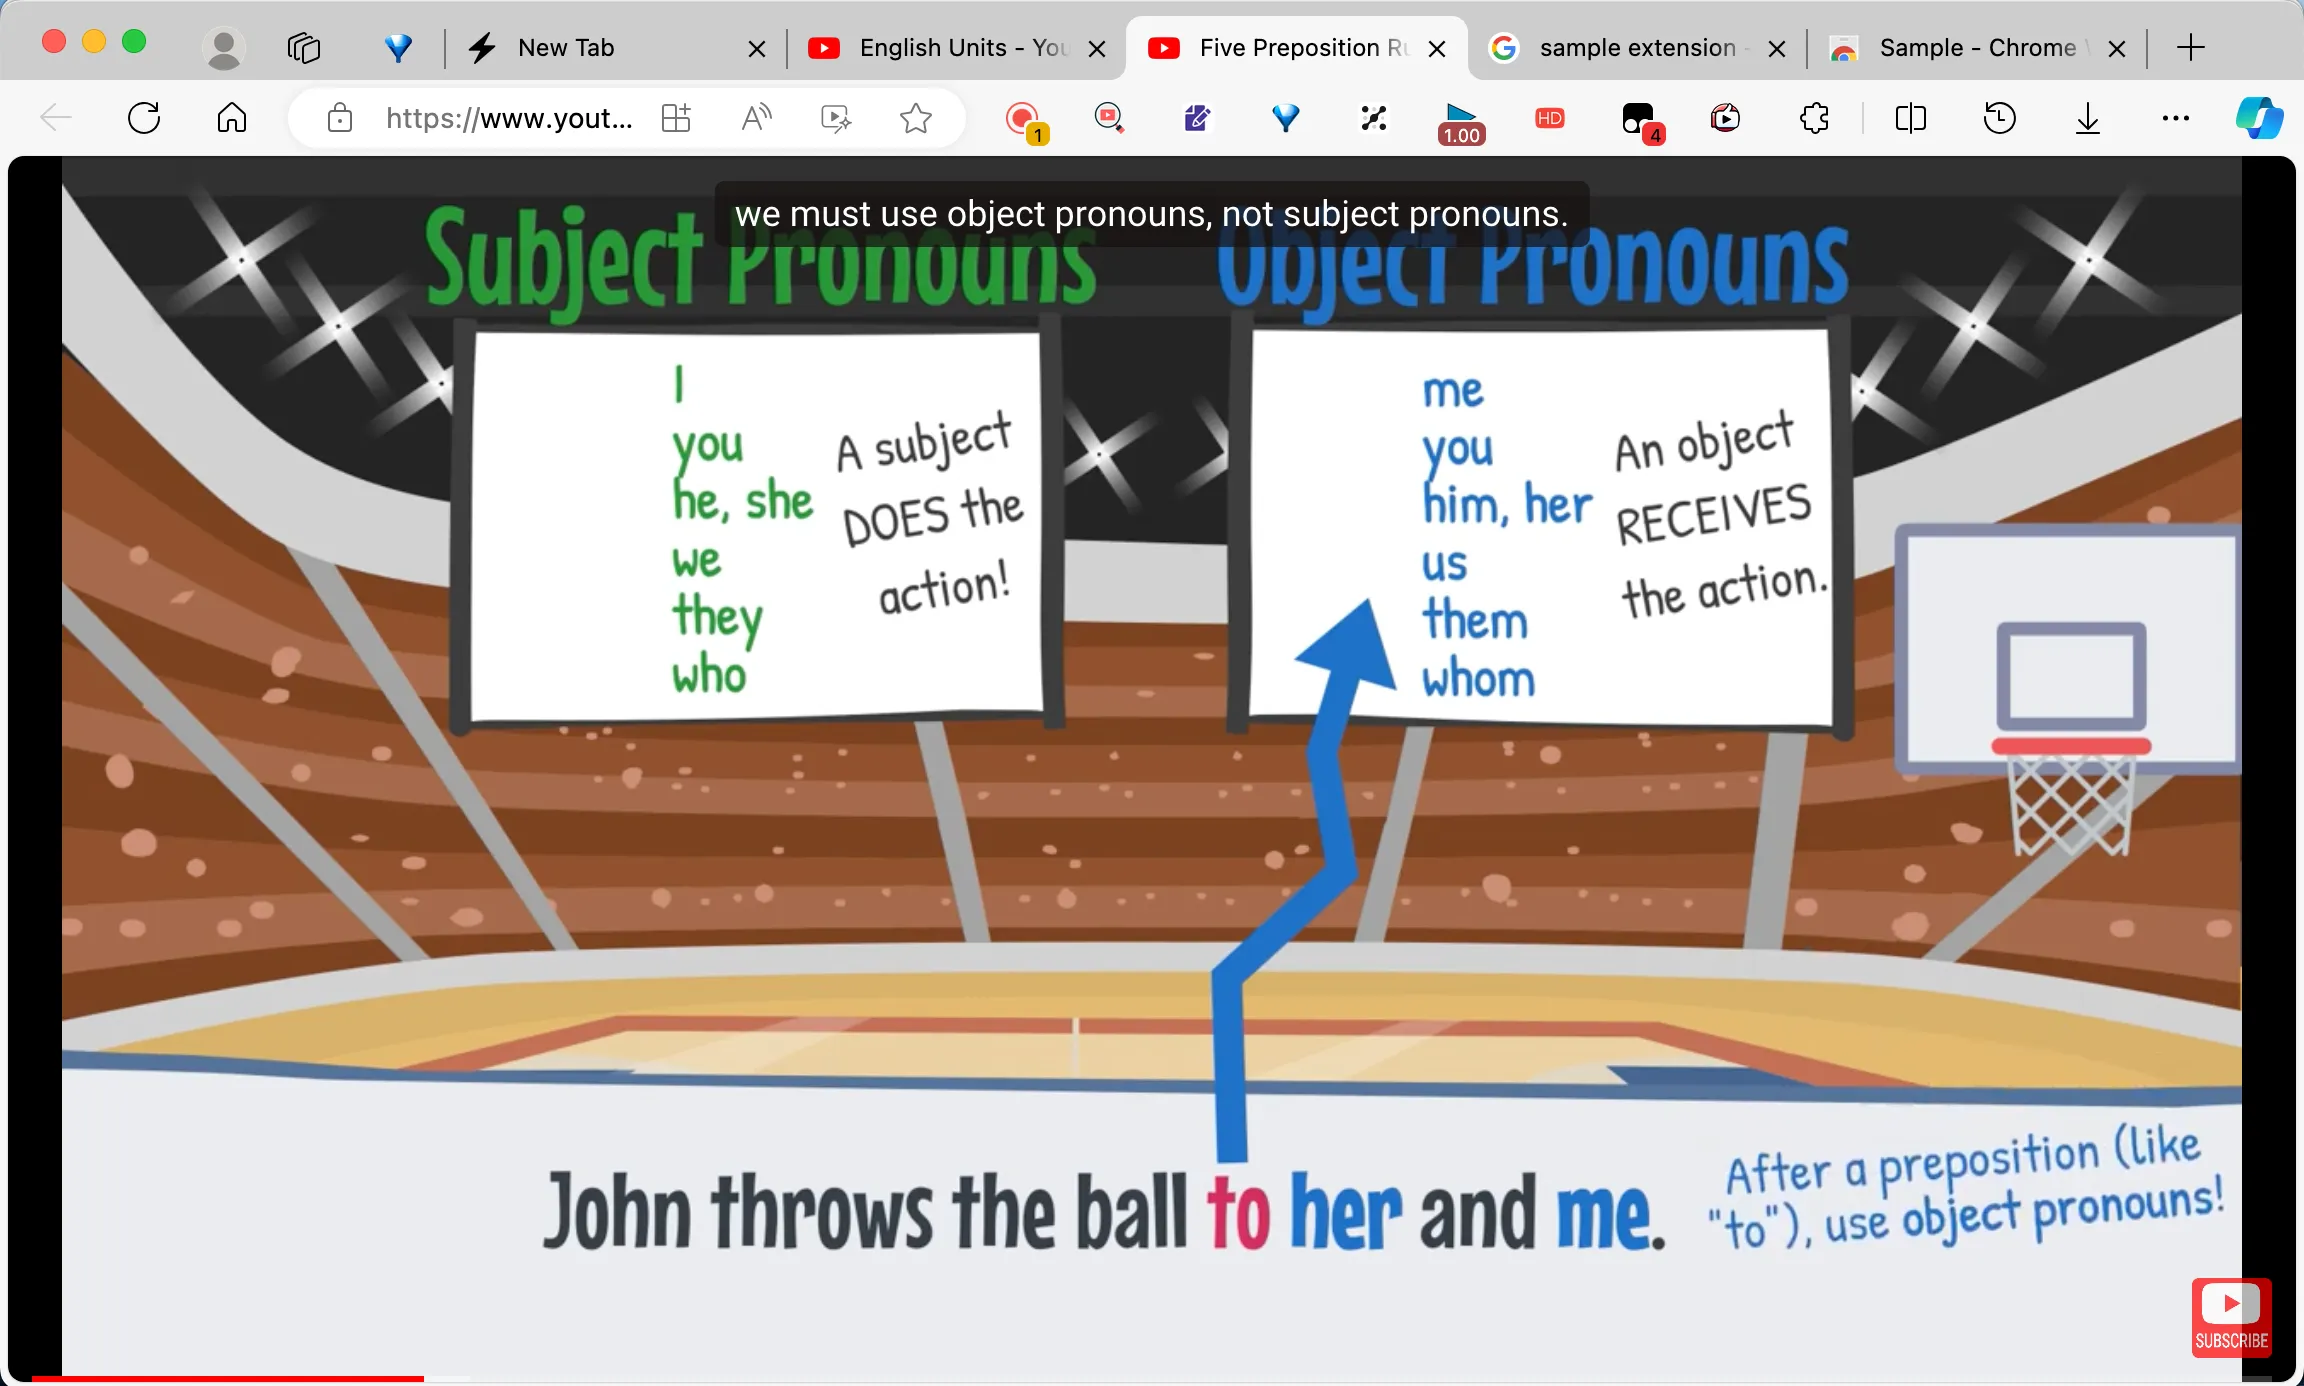 New Tab
English Units - You
Five Preposition Ru
sample extension -
Sample - Chrome
https://www.yout...
1
1.00
HD
4
we must use object pronouns, not subject pronouns.
Subject Pronouns
Object Pronouns
I
you
he, she
we
they
who
A subject
DOES the
action!
me
you
him, her
us
them
whom
An object
RECEIVES
the action.
John throws the ball to her and me.
After a preposition (like
"to"), use object pronouns!
SUBSCRIBE